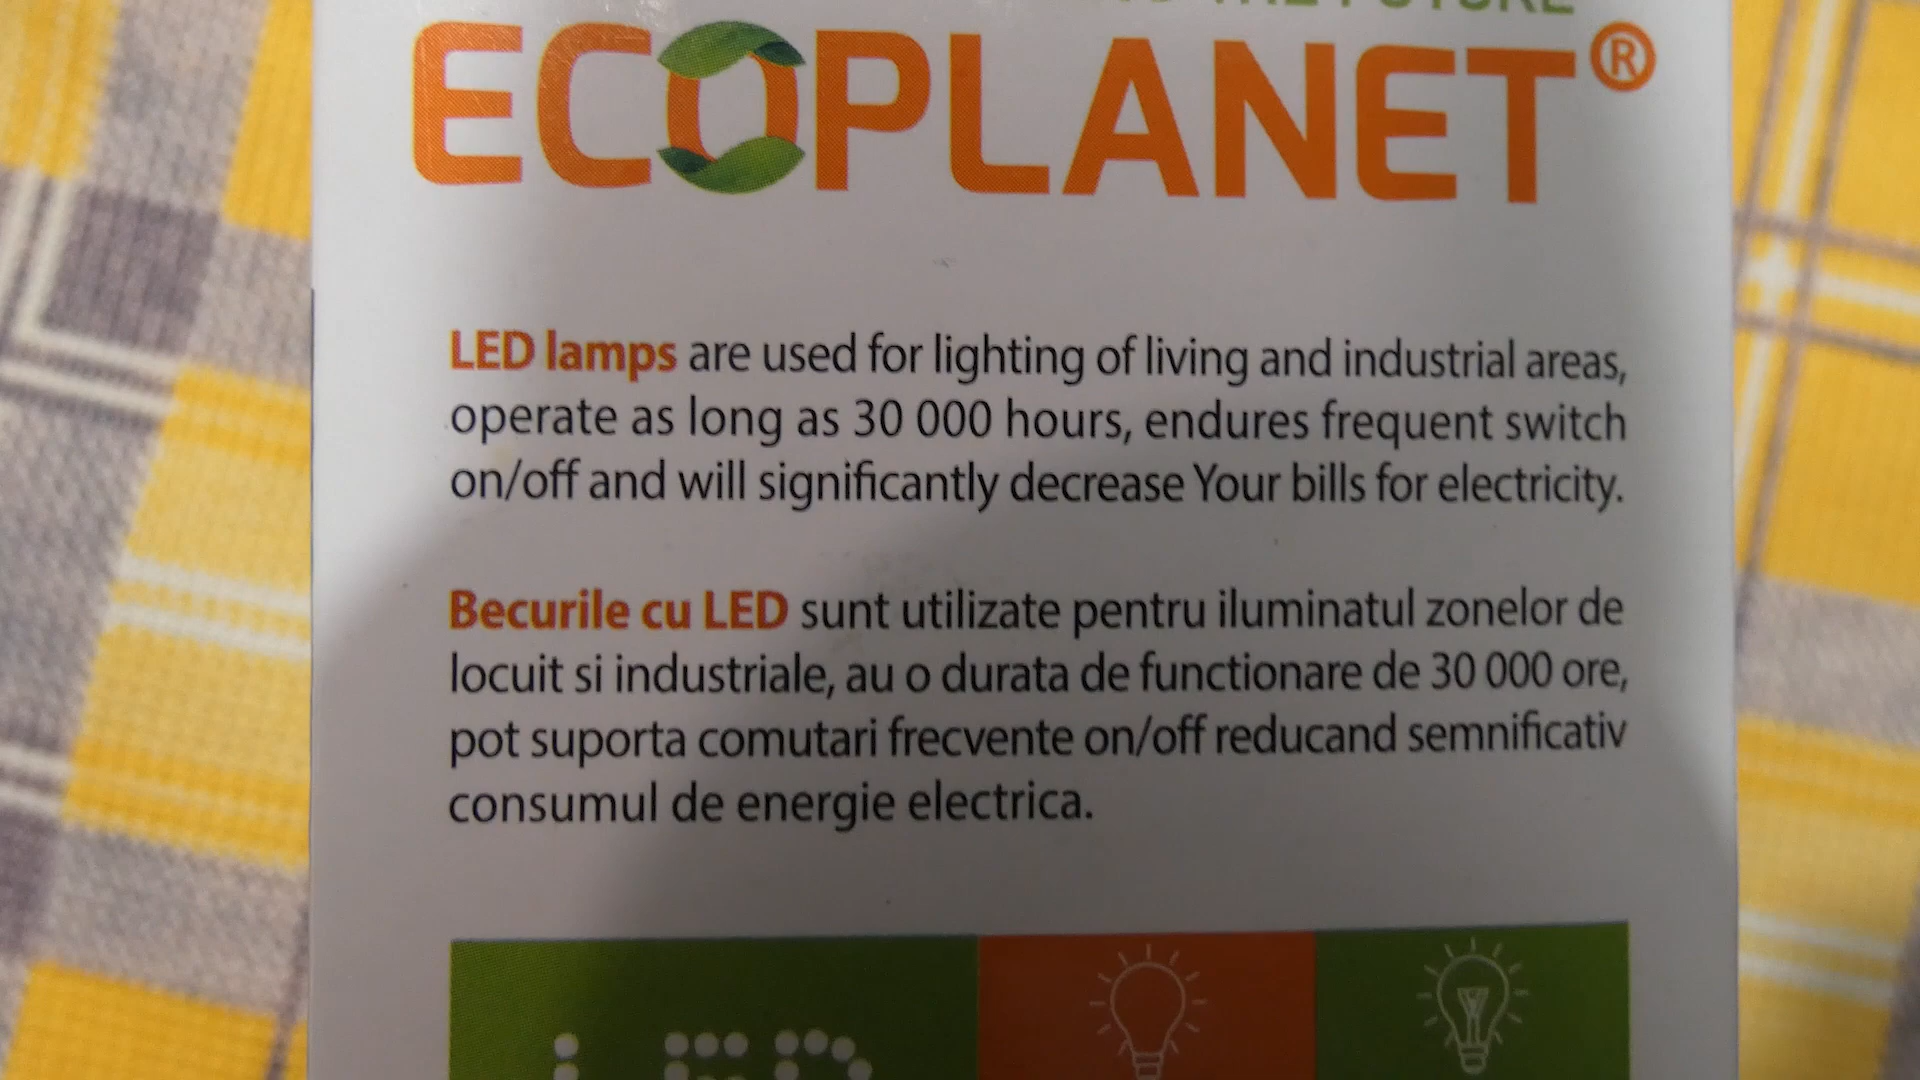 THE FUTURE
ECOPLANET®
LED lamps are used for lighting of living and industrial areas,
operate as long as 30 000 hours, endures frequent switch
on/off and will significantly decrease Your bills for electricity.
Becurile cu LED sunt utilizate pentru iluminatul zonelor de
locuit si industriale, au o durata de functionare de 30 000 ore,
pot suporta comutari frecvente on/off reducand semnificativ
consumul de energie electrica.
LED